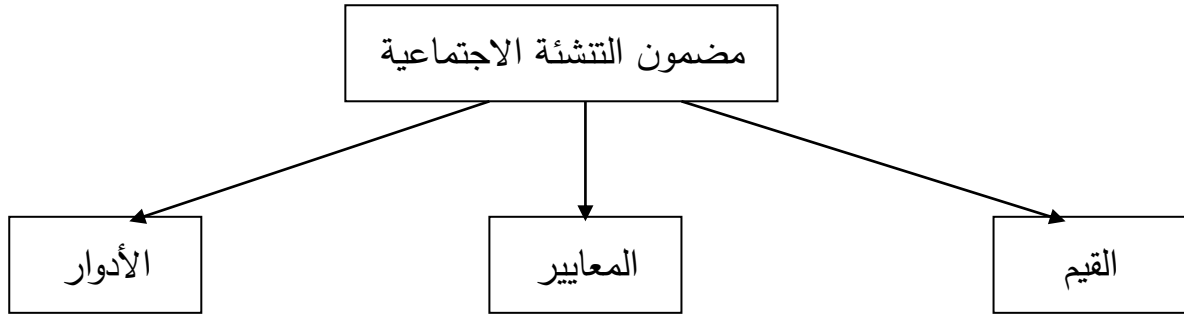 مضمون التنشئة الاجتماعية
القيم
المعايير
الأدوار